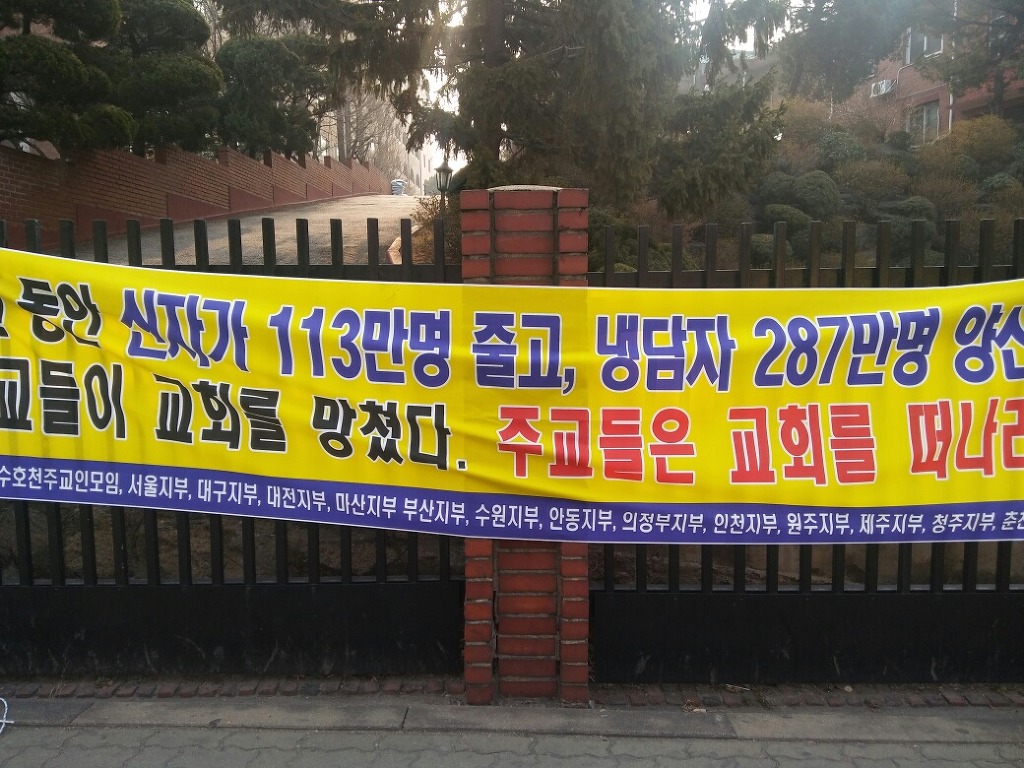 동안 신자가 113만명 줄고, 냉담자 287만명 양산
교들이 교회를 망쳤다. 주교들은 교회를 떠나라
수호천주교인모임, 서울지부, 대구지부, 대전지부, 마산지부 부산지부, 수원지부, 안동지부, 의정부지부, 인천지부, 원주지부, 제주지부, 청주지부. 춘천